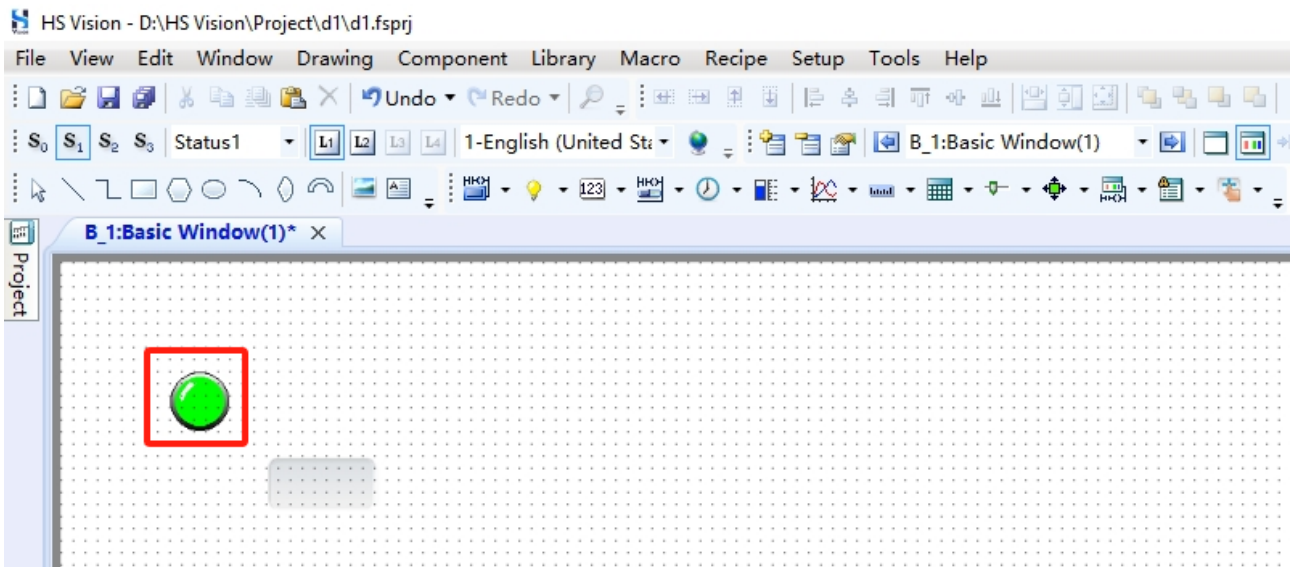 HS Vision - D:\HS Vision\Project\d1\d1.fsprj
File View Edit Window Drawing Component Library Macro Recipe Setup Tools Help
Undo Redo
S0 S1 S2 S3 Status1 L1 L2 L3 L4 1-English (United Sta B_1:Basic Window(1)
123
B_1:Basic Window(1)* ×
Project